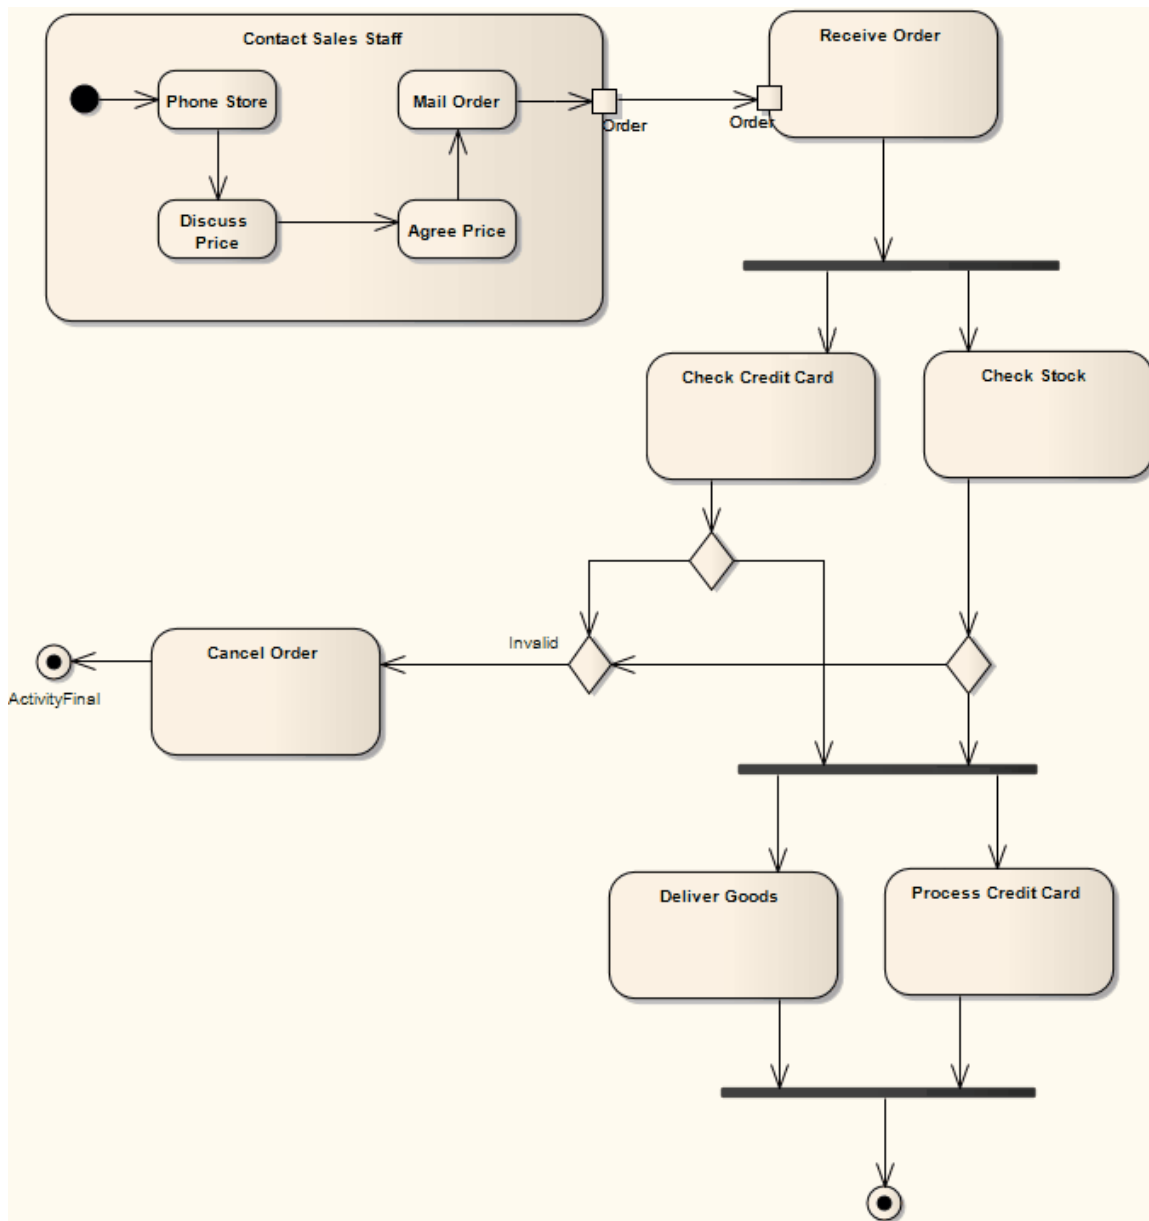 Contact Sales Staff
Receive Order
Phone Store
Mail Order
Order
Order
Discuss
Price
Agree Price
Check Credit Card
Check Stock
Invalid
Cancel Order
ActivityFinal
Deliver Goods
Process Credit Card